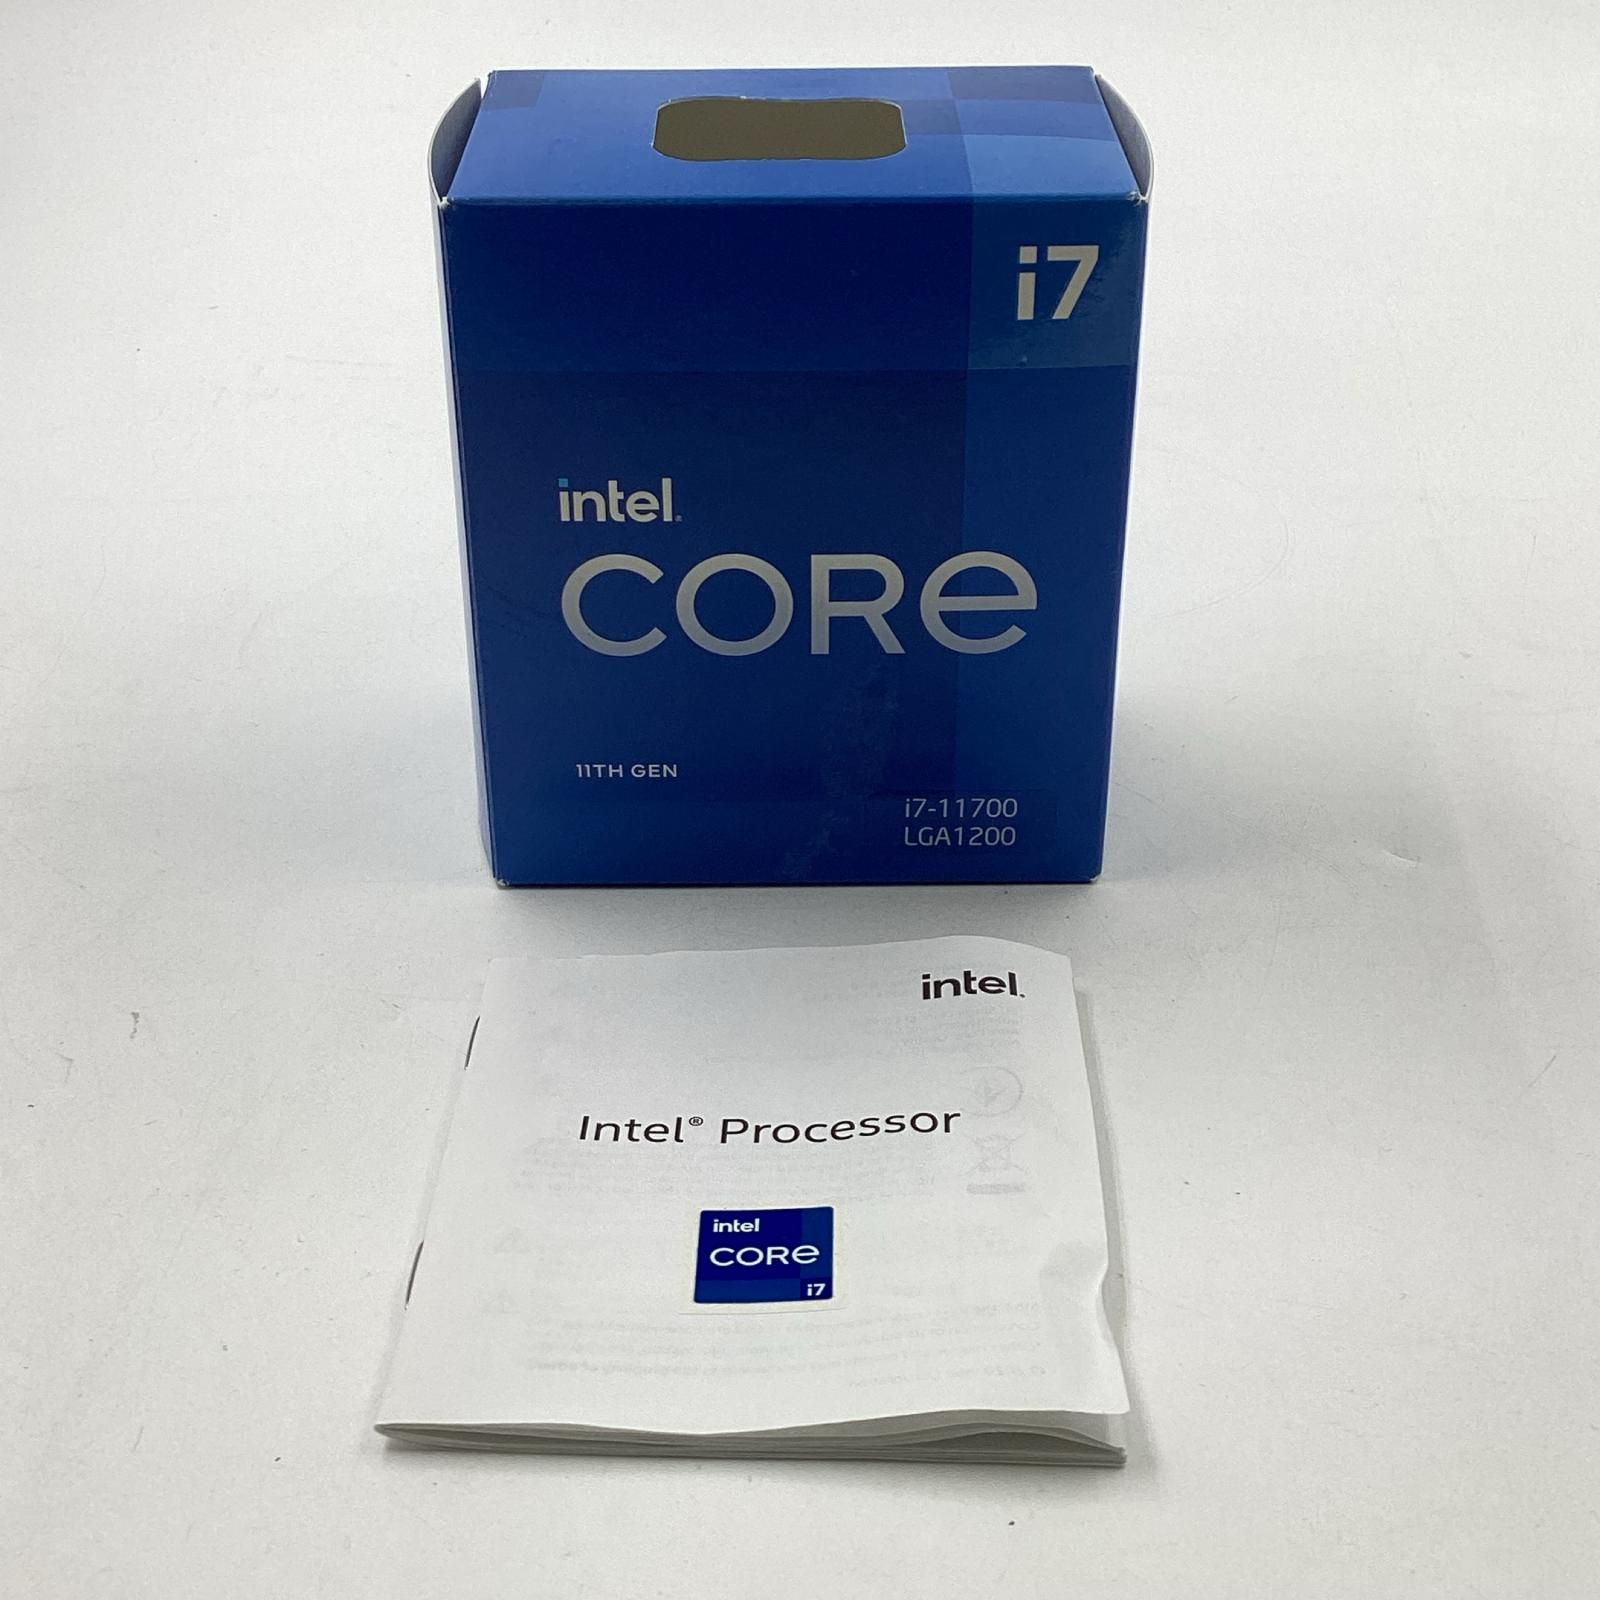 i7
intel.
CORE
11TH GEN
i7-11700
LGA1200
intel.
Intel® Processor
intel
CORE
i7